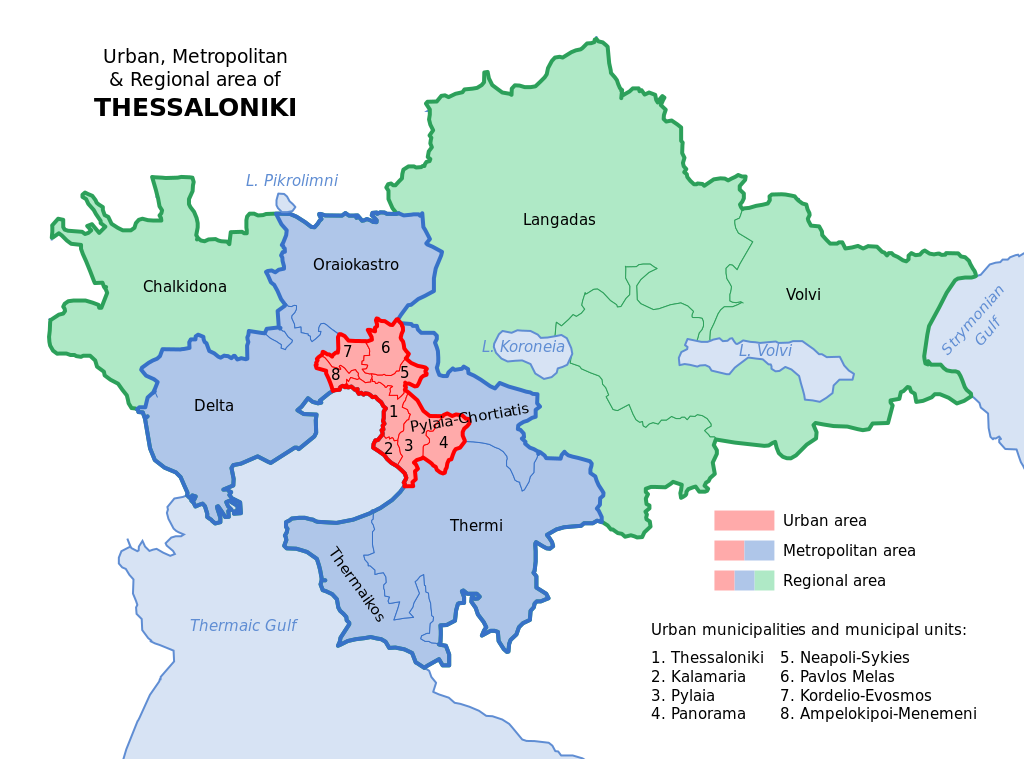 Urban, Metropolitan
& Regional area of
THESSALONIKI
L. Pikrolimni
Langadas
Oraiokastro
Chalkidona
Volvi
Strymonian
Gulf
L. Koroneia
L. Volvi
7
6
8
5
Delta
1
Pylaia-Chortiatis
2
3
4
Thermi
Thermaikos
Thermaic Gulf
Urban area
Metropolitan area
Regional area
Urban municipalities and municipal units:
1. Thessaloniki
2. Kalamaria
3. Pylaia
4. Panorama
5. Neapoli-Sykies
6. Pavlos Melas
7. Kordelio-Evosmos
8. Ampelokipoi-Menemeni